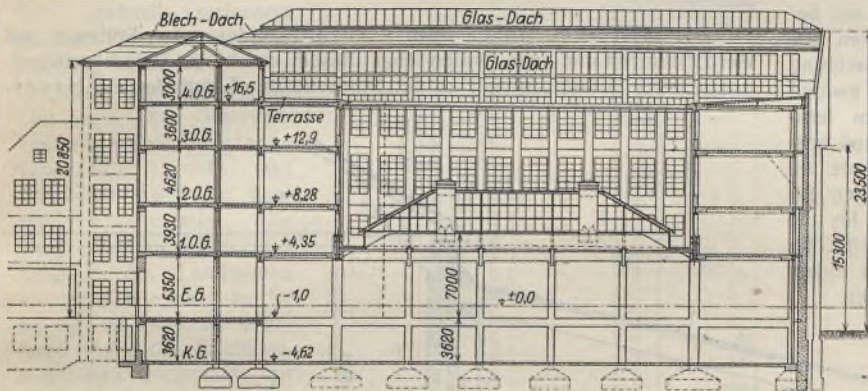 Blech-Dach
Glas-Dach
Glas-Dach
3000
4.O.G.
+16,5
Terrasse
3600
3.O.G.
+12,9
20850
4620
2.O.G.
+8,28
23500
3930
1.O.G.
+4,35
15300
5350
E.G.
-1,0
7000
±0,0
3620
K.G.
-4,62
3620